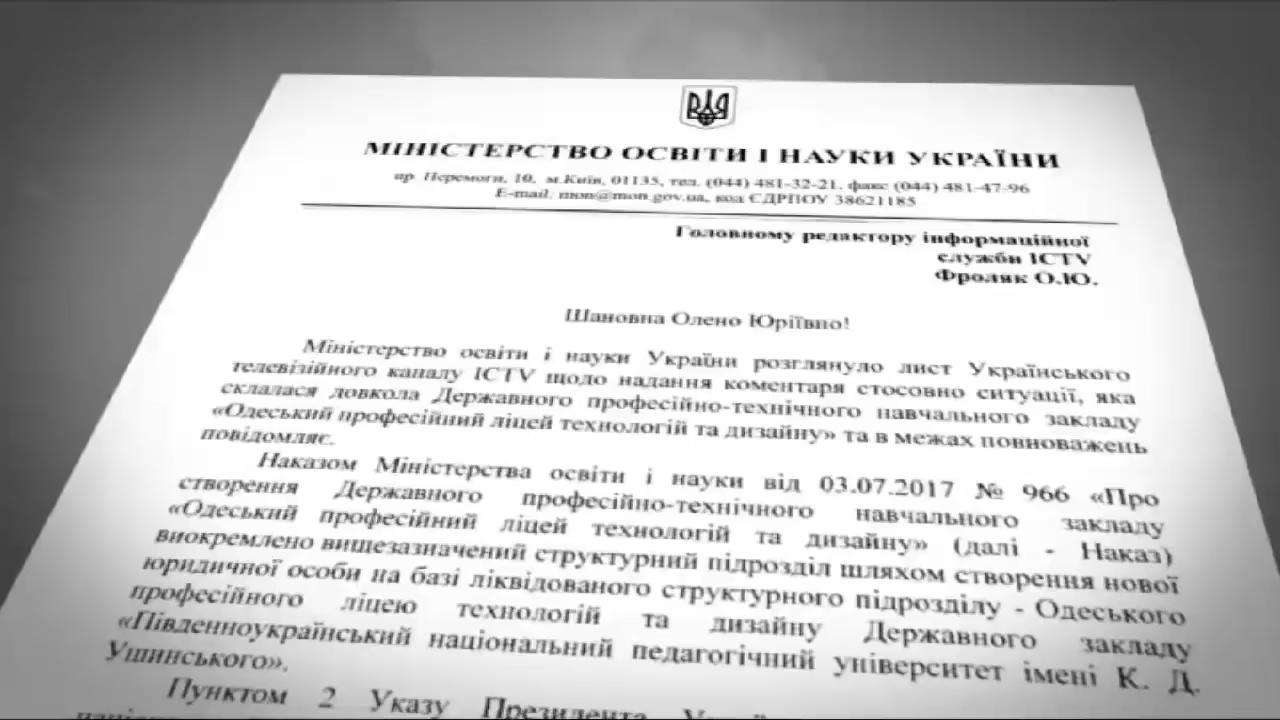 МІНІСТЕРСТВО ОСВІТИ І НАУКИ УКРАЇНИ
пр Перемоги, 10, м.Київ, 01135, тел. (044) 481-32-21, факс (044) 481-47-96
E-mail: mon@mon.gov.ua, код ЄДРПОУ 38621185
Головному редактору інформаційної
служби ICTV
Фроляк О.Ю.
Шановна Олено Юріївно!
Міністерство освіти і науки України розглянуло лист Українського
телевізійного каналу ICTV щодо надання коментаря стосовно ситуації, яка
склалася довкола Державного професійно-технічного навчального закладу
«Одеський професійний ліцей технологій та дизайну» та в межах повноважень
повідомляє.
Наказом Міністерства освіти і науки від 03.07.2017 № 966 «Про
створення Державного професійно-технічного навчального закладу
«Одеський професійний ліцей технологій та дизайну» (далі - Наказ)
виокремлено вищезазначений структурний підрозділ шляхом створення нової
юридичної особи на базі ліквідованого структурного підрозділу - Одеського
професійного ліцею технологій та дизайну Державного закладу
«Південноукраїнський національний педагогічний університет імені К. Д.
Ушинського».
Пунктом 2 Указу Президента